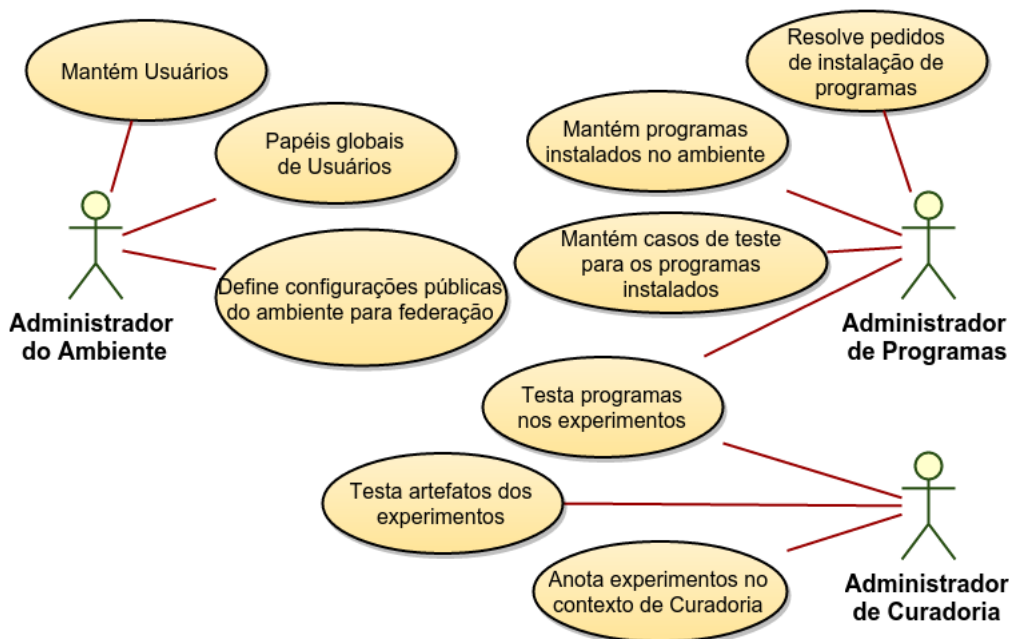 Mantém Usuários
Resolve pedidos
de instalação de
programas
Papéis globais
de Usuários
Mantém programas
instalados no ambiente
Define configurações públicas
do ambiente para federação
Mantém casos de teste
para os programas
instalados
Administrador
do Ambiente
Administrador
de Programas
Testa programas
nos experimentos
Testa artefatos dos
experimentos
Anota experimentos no
contexto de Curadoria
Administrador
de Curadoria